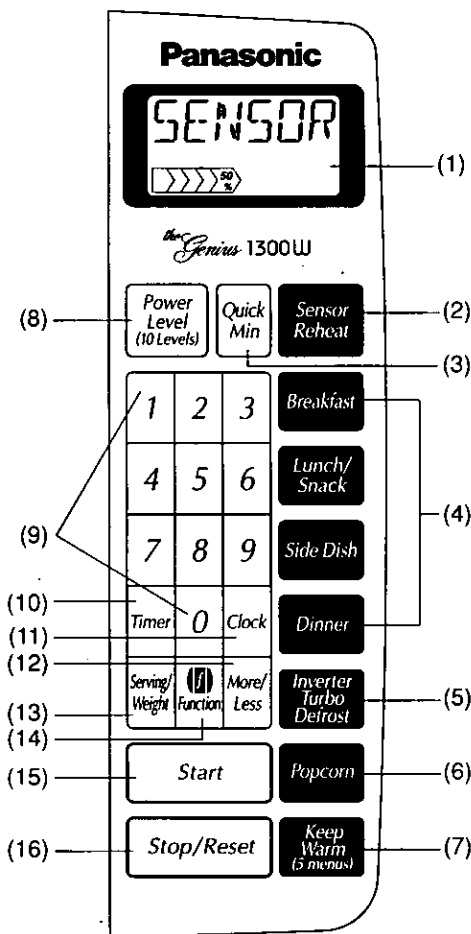 Panasonic
SENSOR
50
%
(1)
the Genius 1300W
(8)
Power
Level
(10 Levels)
Quick
Min
Sensor
Reheat
(2)
(3)
1 2 3
Breakfast
4 5 6
Lunch/
Snack
(4)
(9)
7 8 9
Side Dish
(10)
Timer 0 Clock
Dinner
(11)
(12)
Serving/
Weight
f
Function
More/
Less
Inverter
Turbo
Defrost
(5)
(13)
(14)
(15)
Start
Popcorn
(6)
(16)
Stop/Reset
Keep
Warm
(5 menus)
(7)